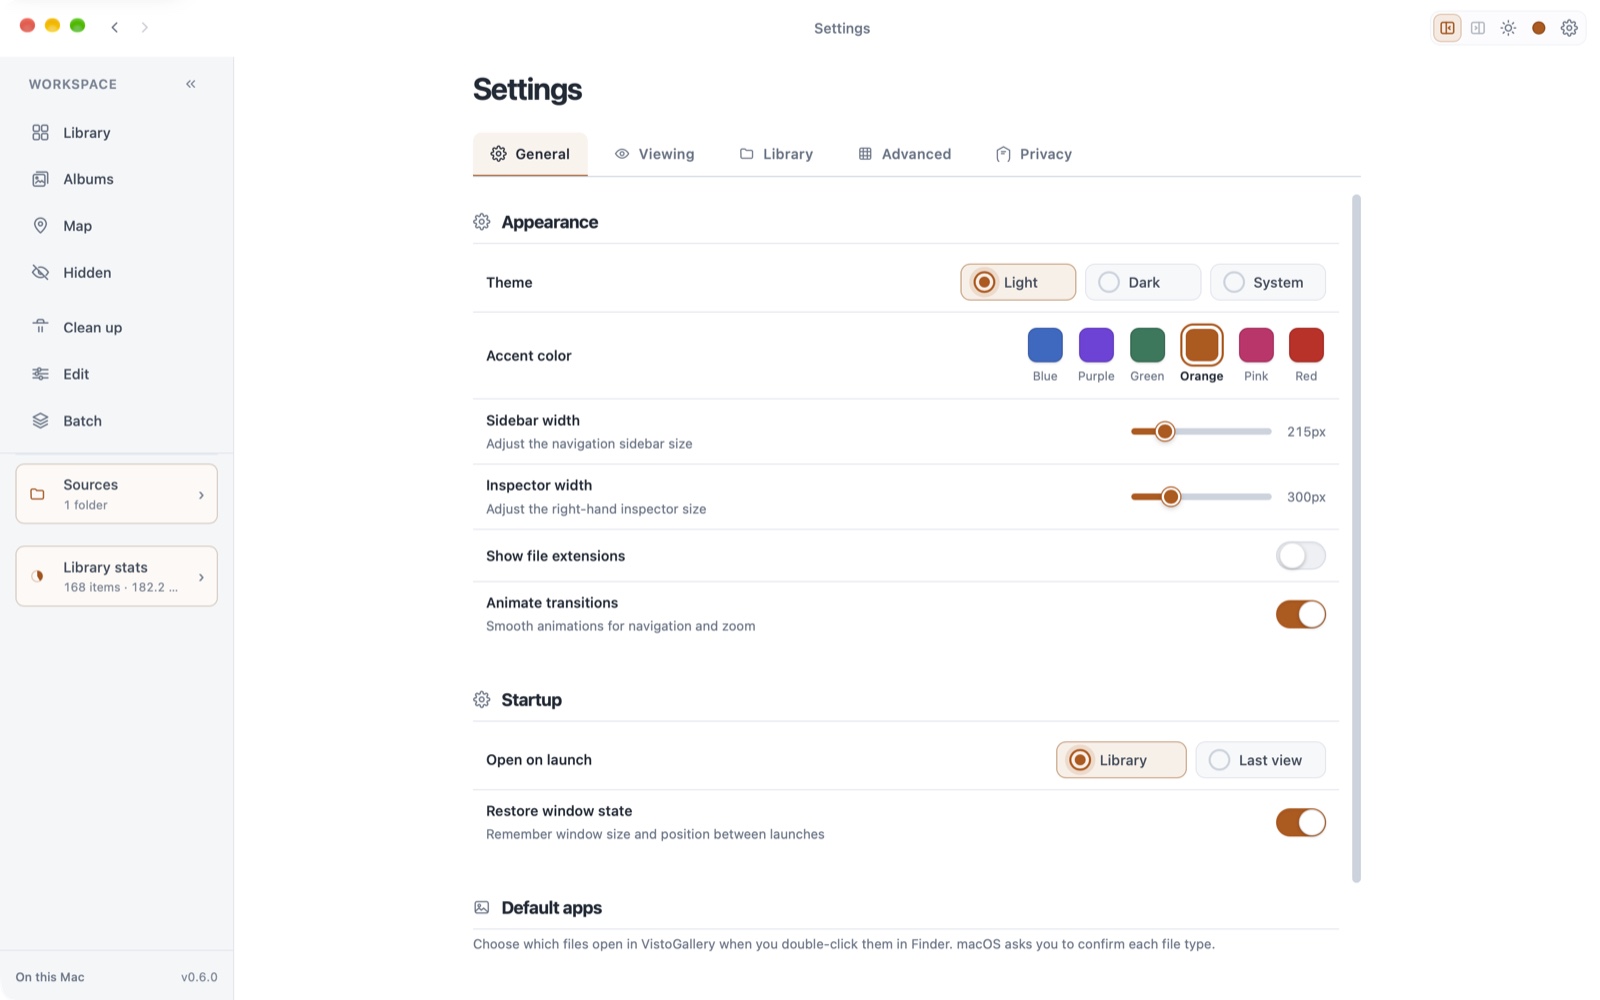 Settings
WORKSPACE
Library
Albums
Map
Hidden
Clean up
Edit
Batch
Sources
1 folder
Library stats
168 items · 182.2 ...
On this Mac
v0.6.0
Settings
General
Viewing
Library
Advanced
Privacy
Appearance
Theme
Light
Dark
System
Accent color
Blue
Purple
Green
Orange
Pink
Red
Sidebar width
Adjust the navigation sidebar size
215px
Inspector width
Adjust the right-hand inspector size
300px
Show file extensions
Animate transitions
Smooth animations for navigation and zoom
Startup
Open on launch
Library
Last view
Restore window state
Remember window size and position between launches
Default apps
Choose which files open in VistoGallery when you double-click them in Finder. macOS asks you to confirm each file type.